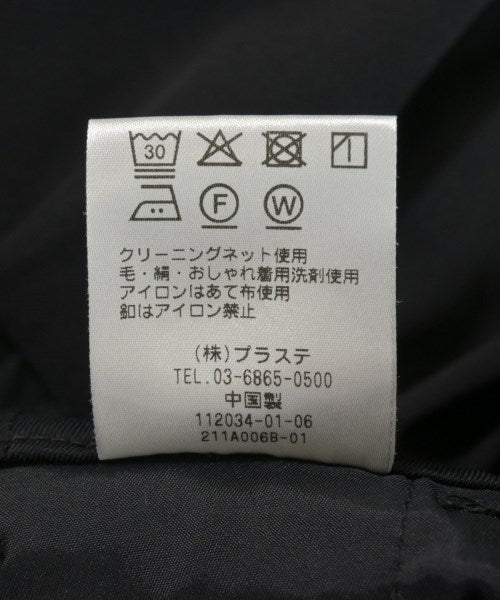 30
F W
クリーニングネット使用
毛・絹・おしゃれ着用洗剤使用
アイロンはあて布使用
釦はアイロン禁止
(株)プラステ
TEL.03-6865-0500
中国製
112034-01-06
211A006B-01